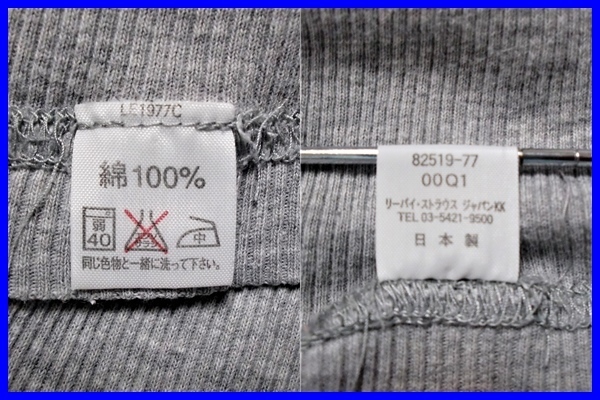 LE1977C
綿100%
弱
40
中
同じ色物と一緒に洗って下さい。
82519-77
00Q1
リーバイ・ストラウス ジャパンKK
TEL 03-5421-9500
日本製